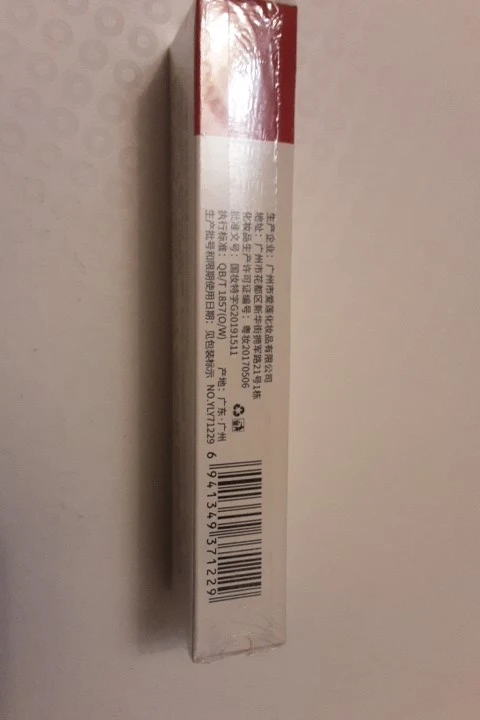 生产企业：广州市爱莲化妆品有限公司
地址：广州市花都区新华街拥军路21号1栋
化妆品生产许可证编号：粤妆20170506
批准文号：国妆特字G20191511
执行标准：QB/T 1857(O/W) 产地：广东·广州
生产批号和限期使用日期：见包装标示 NO.YLY71229
6 941349 371229